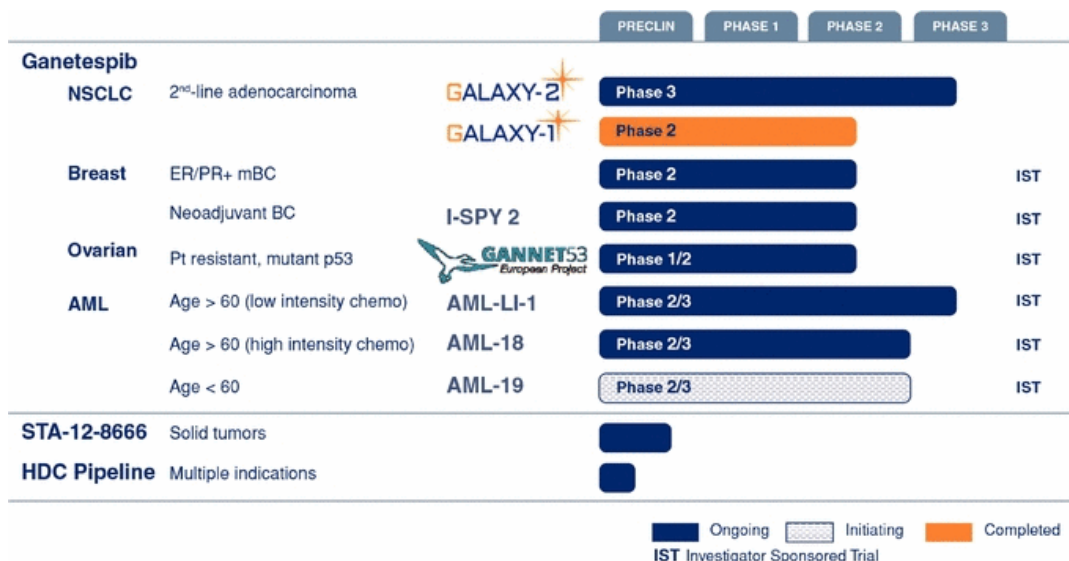 PRECLIN PHASE 1 PHASE 2 PHASE 3
Ganetespib
NSCLC 2nd-line adenocarcinoma GALAXY-2 Phase 3
GALAXY-1 Phase 2
Breast ER/PR+ mBC Phase 2 IST
Neoadjuvant BC I-SPY 2 Phase 2 IST
Ovarian Pt resistant, mutant p53 GANNET53 European Project Phase 1/2 IST
AML Age > 60 (low intensity chemo) AML-LI-1 Phase 2/3 IST
Age > 60 (high intensity chemo) AML-18 Phase 2/3 IST
Age < 60 AML-19 Phase 2/3 IST
STA-12-8666 Solid tumors
HDC Pipeline Multiple indications
Ongoing Initiating Completed
IST Investigator Sponsored Trial